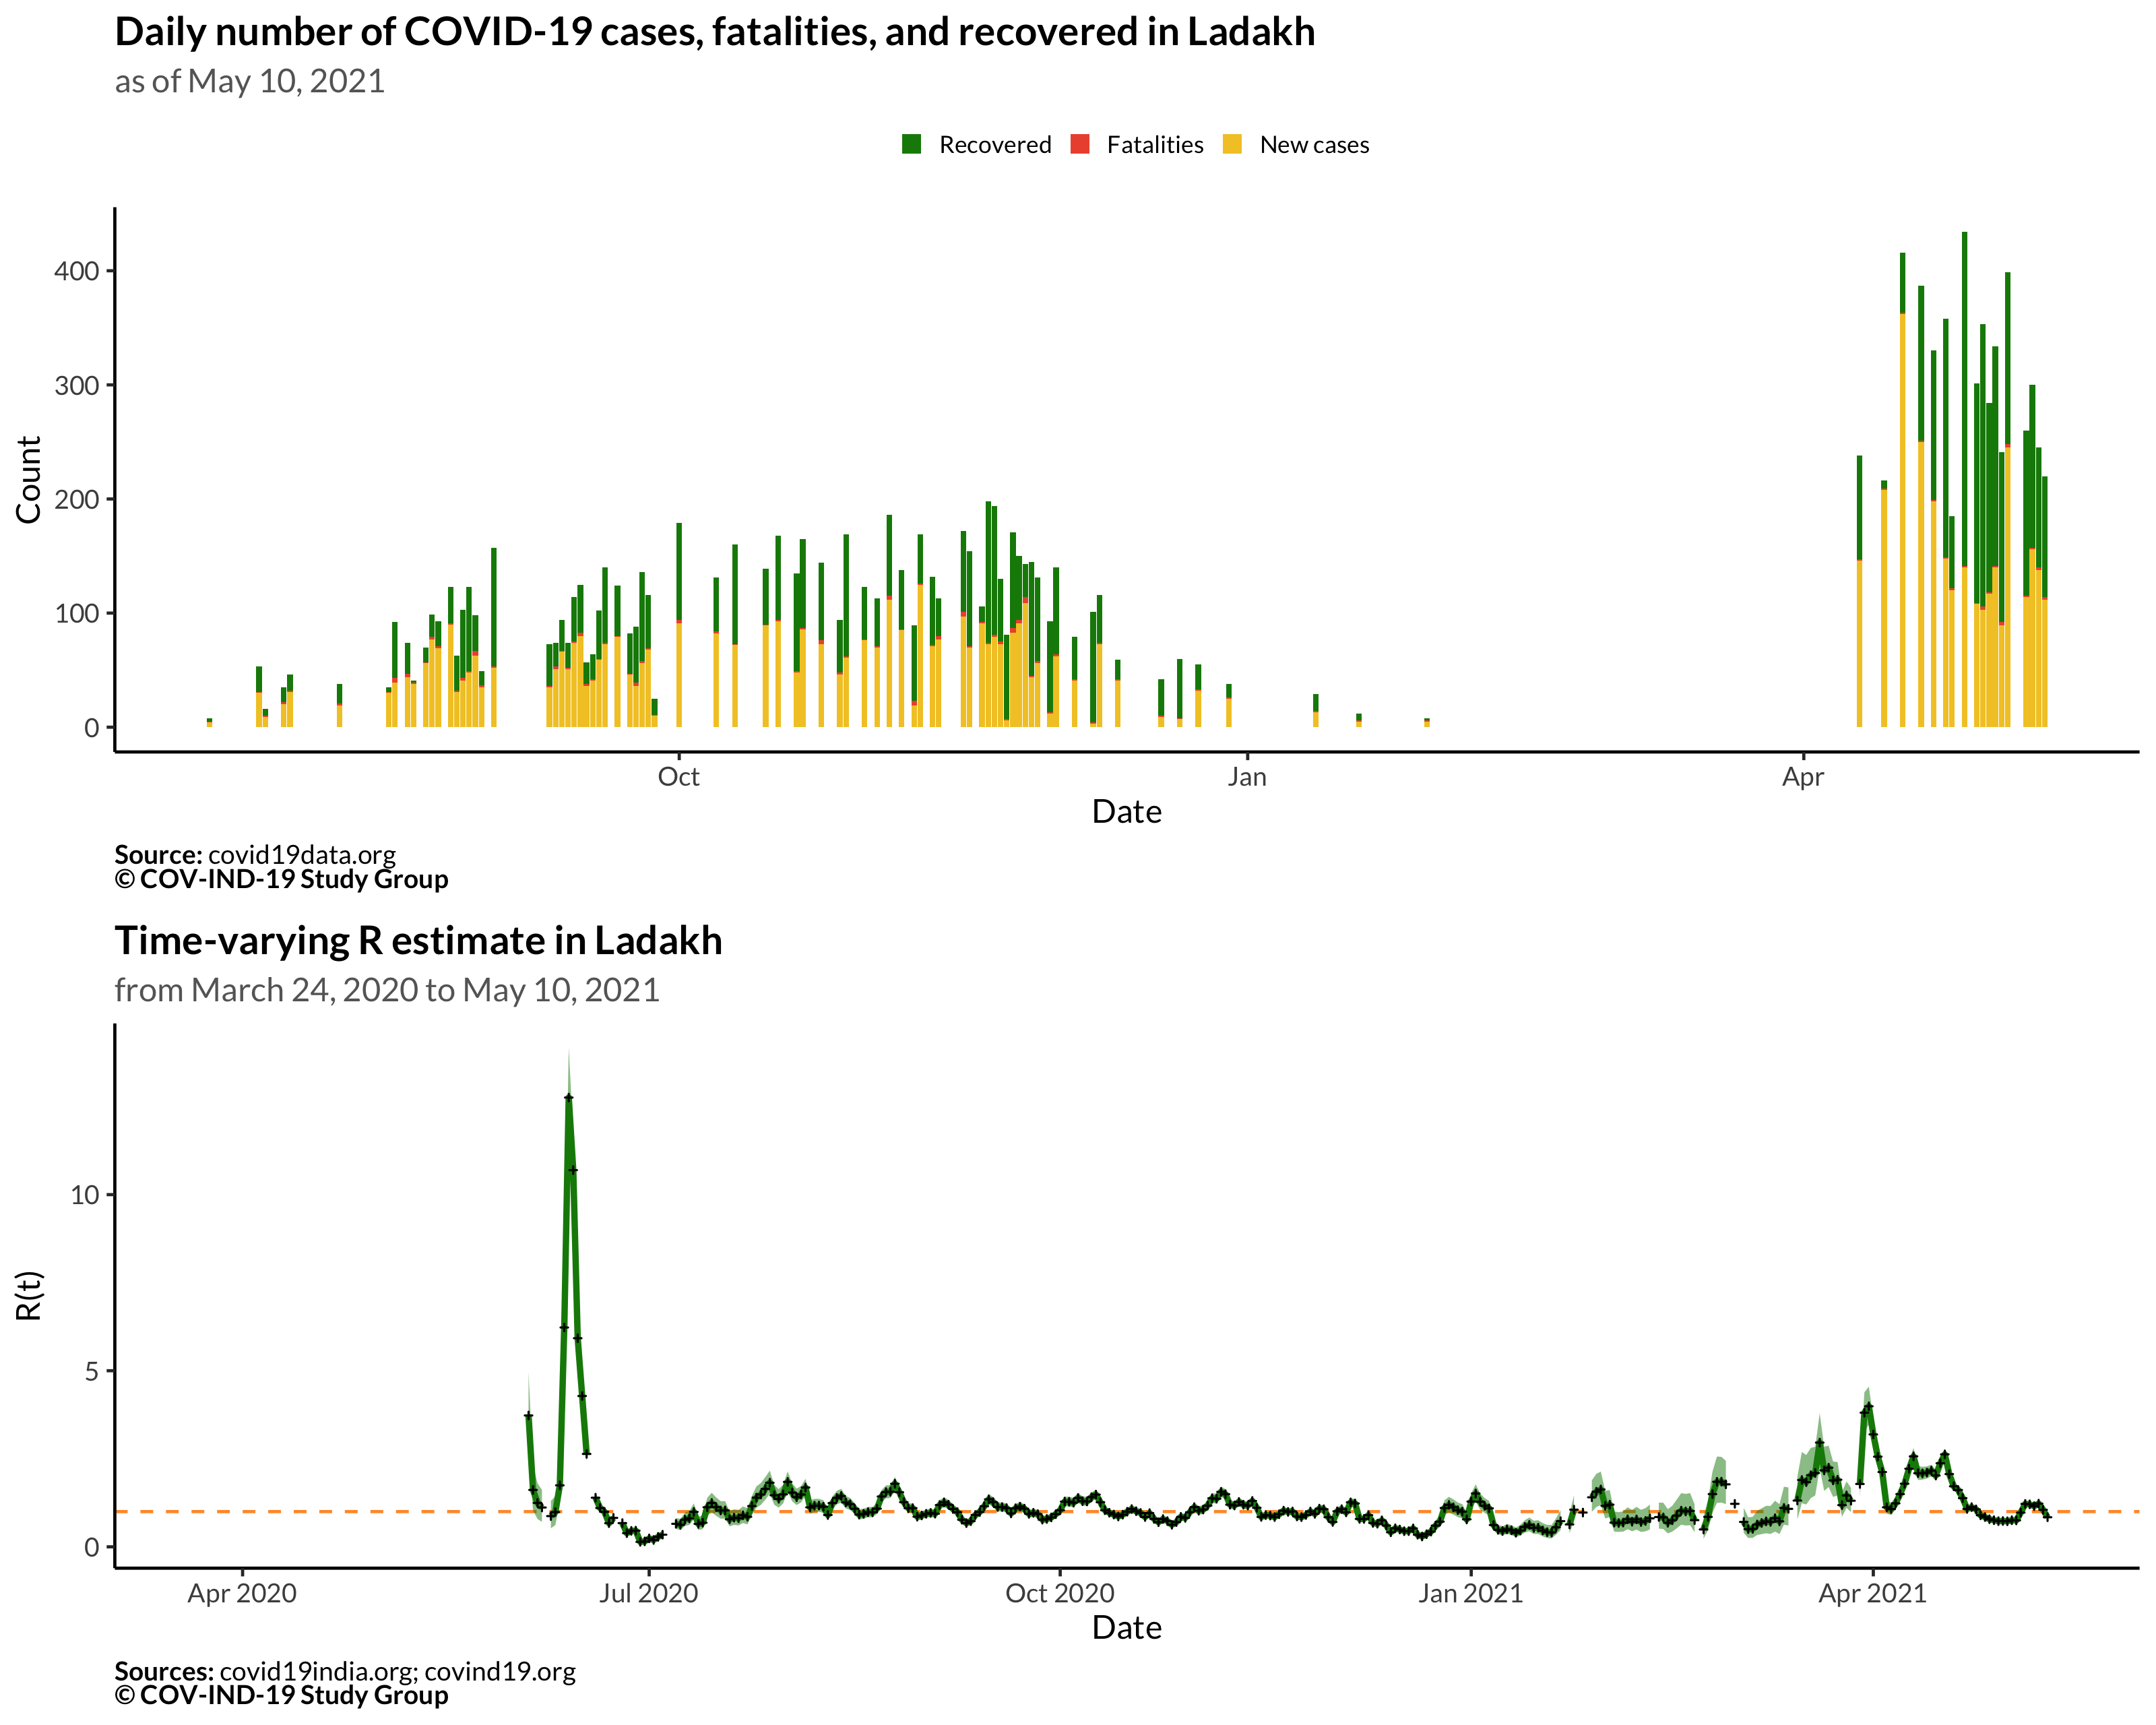 Daily number of COVID-19 cases, fatalities, and recovered in Ladakh
as of May 10, 2021
Recovered Fatalities New cases
400
300
200
100
0
Count
Oct Jan Apr
Date
Source: covid19data.org
© COV-IND-19 Study Group
Time-varying R estimate in Ladakh
from March 24, 2020 to May 10, 2021
10
5
0
R(t)
Apr 2020 Jul 2020 Oct 2020 Jan 2021 Apr 2021
Date
Sources: covid19india.org; covind19.org
© COV-IND-19 Study Group